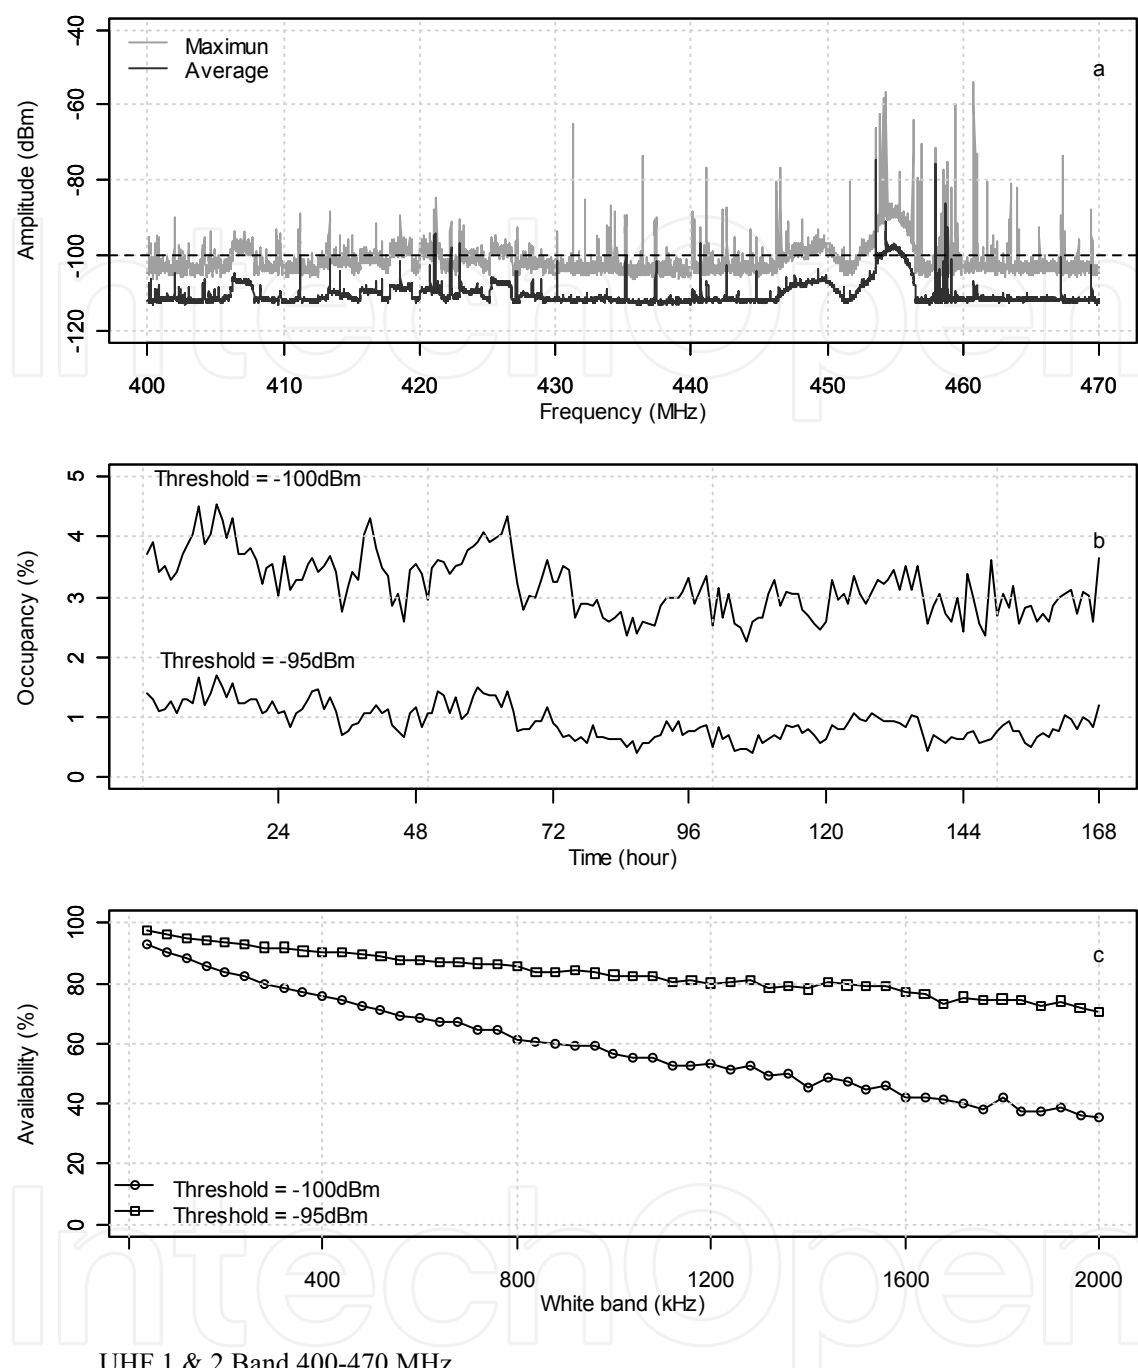 -40
-60
-80
-100
-120
Amplitude (dBm)
Maximun
Average
a
400 410 420 430 440 450 460 470
Frequency (MHz)
5
4
3
2
1
0
Occupancy (%)
Threshold = -100dBm
b
Threshold = -95dBm
24 48 72 96 120 144 168
Time (hour)
100
80
60
40
20
0
Availability (%)
c
Threshold = -100dBm
Threshold = -95dBm
400 800 1200 1600 2000
White band (kHz)
UHF 1 & 2 Band 400-470 MHz
IntechOpen
IntechOpen